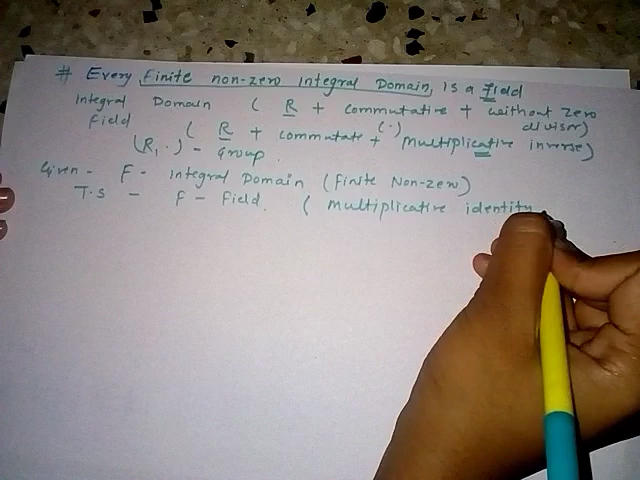 # Every Finite non-zero Integral Domain, is a field
Integral Domain ( R + commutative + without zero divisor)
Field ( R + commutate (·) + multiplicative inverse)
(R, ·) - Group.
Given - F - Integral Domain (Finite Non-zero)
T.S - F - Field. ( Multiplicative identity